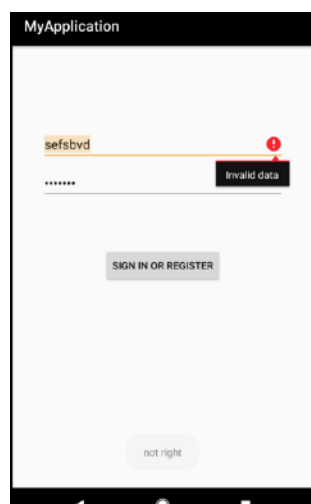 MyApplication
sefsbvd
•••••••
Invalid data
SIGN IN OR REGISTER
not right